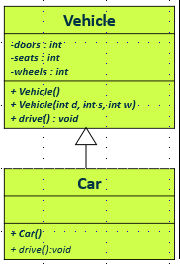 Vehicle
-doors : int
-seats : int
-wheels : int
+ Vehicle()
+ Vehicle(int d, int s, int w)
+ drive() : void
Car
+ Car()
+ drive():void